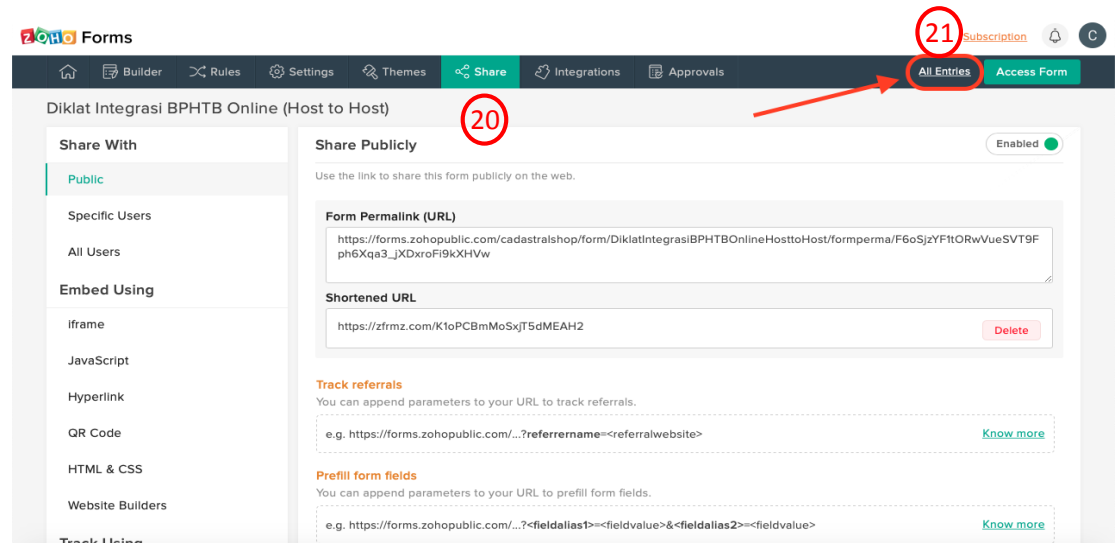 ZOHO Forms
21
Subscription
C
Builder
Rules
Settings
Themes
Share
Integrations
Approvals
All Entries
Access Form
Diklat Integrasi BPHTB Online (Host to Host)
20
Share With
Public
Specific Users
All Users
Embed Using
iframe
JavaScript
Hyperlink
QR Code
HTML & CSS
Website Builders
Track Using
Share Publicly
Enabled
Use the link to share this form publicly on the web.
Form Permalink (URL)
https://forms.zohopublic.com/cadastralshop/form/DiklatIntegrasiBPHTBOnlineHosttoHost/formperma/F6oSjzYF1tORwVueSVT9F
ph6Xqa3_jXDxroFi9kXHVw
Shortened URL
https://zfrmz.com/K1oPCBmMoSxjT5dMEAH2
Delete
Track referrals
You can append parameters to your URL to track referrals.
e.g. https://forms.zohopublic.com/...?referrername=<referralwebsite>
Know more
Prefill form fields
You can append parameters to your URL to prefill form fields.
e.g. https://forms.zohopublic.com/...?<fieldalias1>=<fieldvalue>&<fieldalias2>=<fieldvalue>
Know more